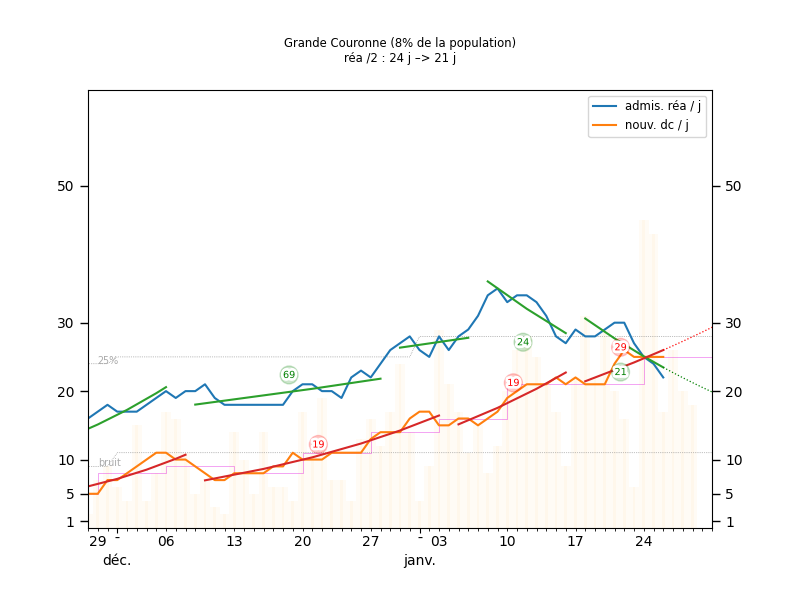 Grande Couronne (8% de la population)
réa /2 : 24 j –> 21 j
admis. réa / j
nouv. dc / j
50 50
30 30
29
24
25%
21
69
20 20
19
19
bruit
10 10
5 5
1 1
29 - 06 13 20 27 - 03 10 17 24
déc. janv.